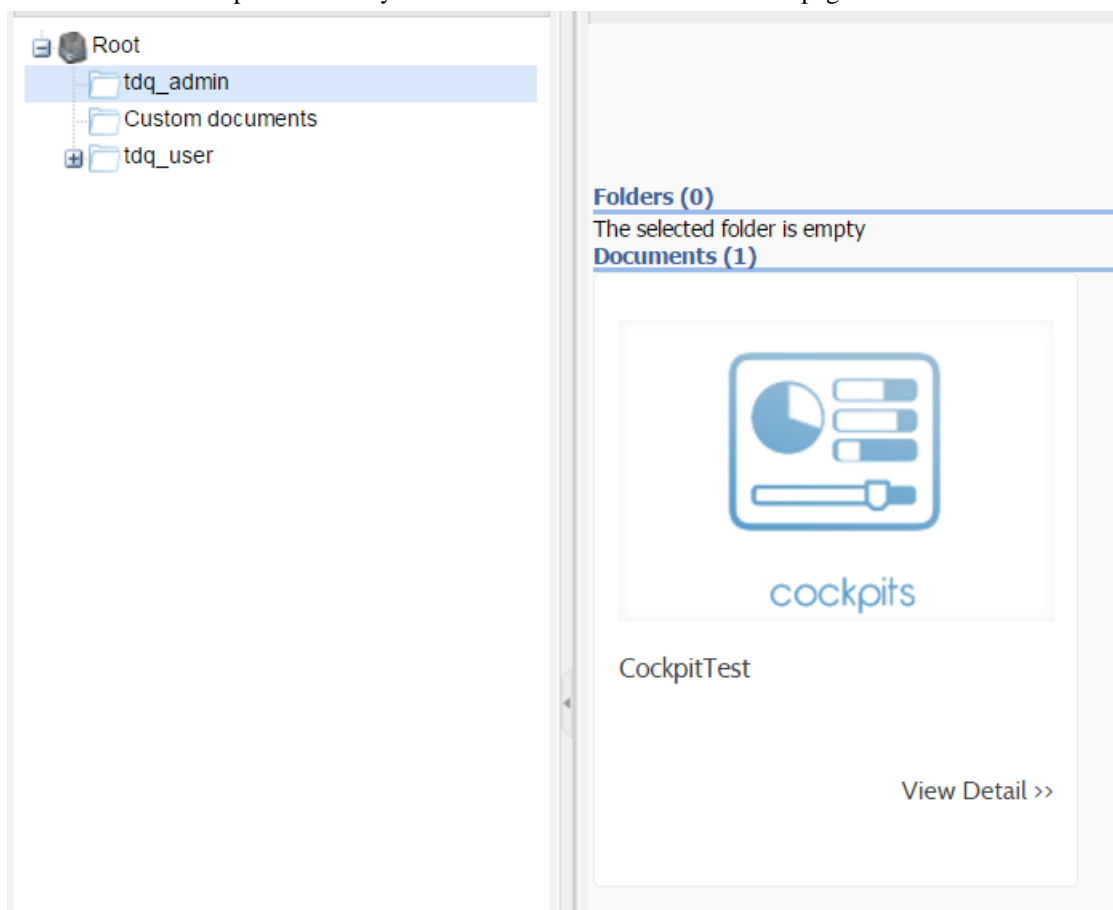 Root
tdq_admin
Custom documents
tdq_user
Folders (0)
The selected folder is empty
Documents (1)
cockpits
CockpitTest
View Detail >>